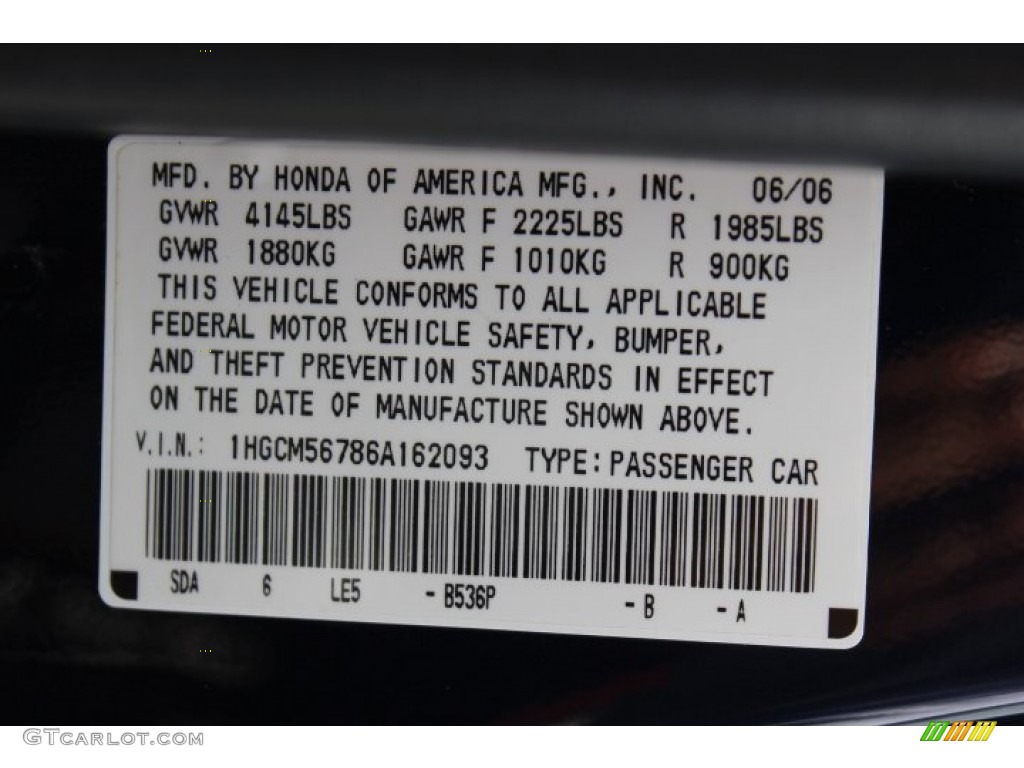 MFD. BY HONDA OF AMERICA MFG., INC. 06/06
GVWR 4145LBS GAWR F 2225LBS R 1985LBS
GVWR 1880KG GAWR F 1010KG R 900KG
THIS VEHICLE CONFORMS TO ALL APPLICABLE
FEDERAL MOTOR VEHICLE SAFETY, BUMPER,
AND THEFT PREVENTION STANDARDS IN EFFECT
ON THE DATE OF MANUFACTURE SHOWN ABOVE.
V.I.N.: 1HGCM56786A162093 TYPE: PASSENGER CAR
SDA 6 LE5 - B536P - B - A
GTCARLOT.COM